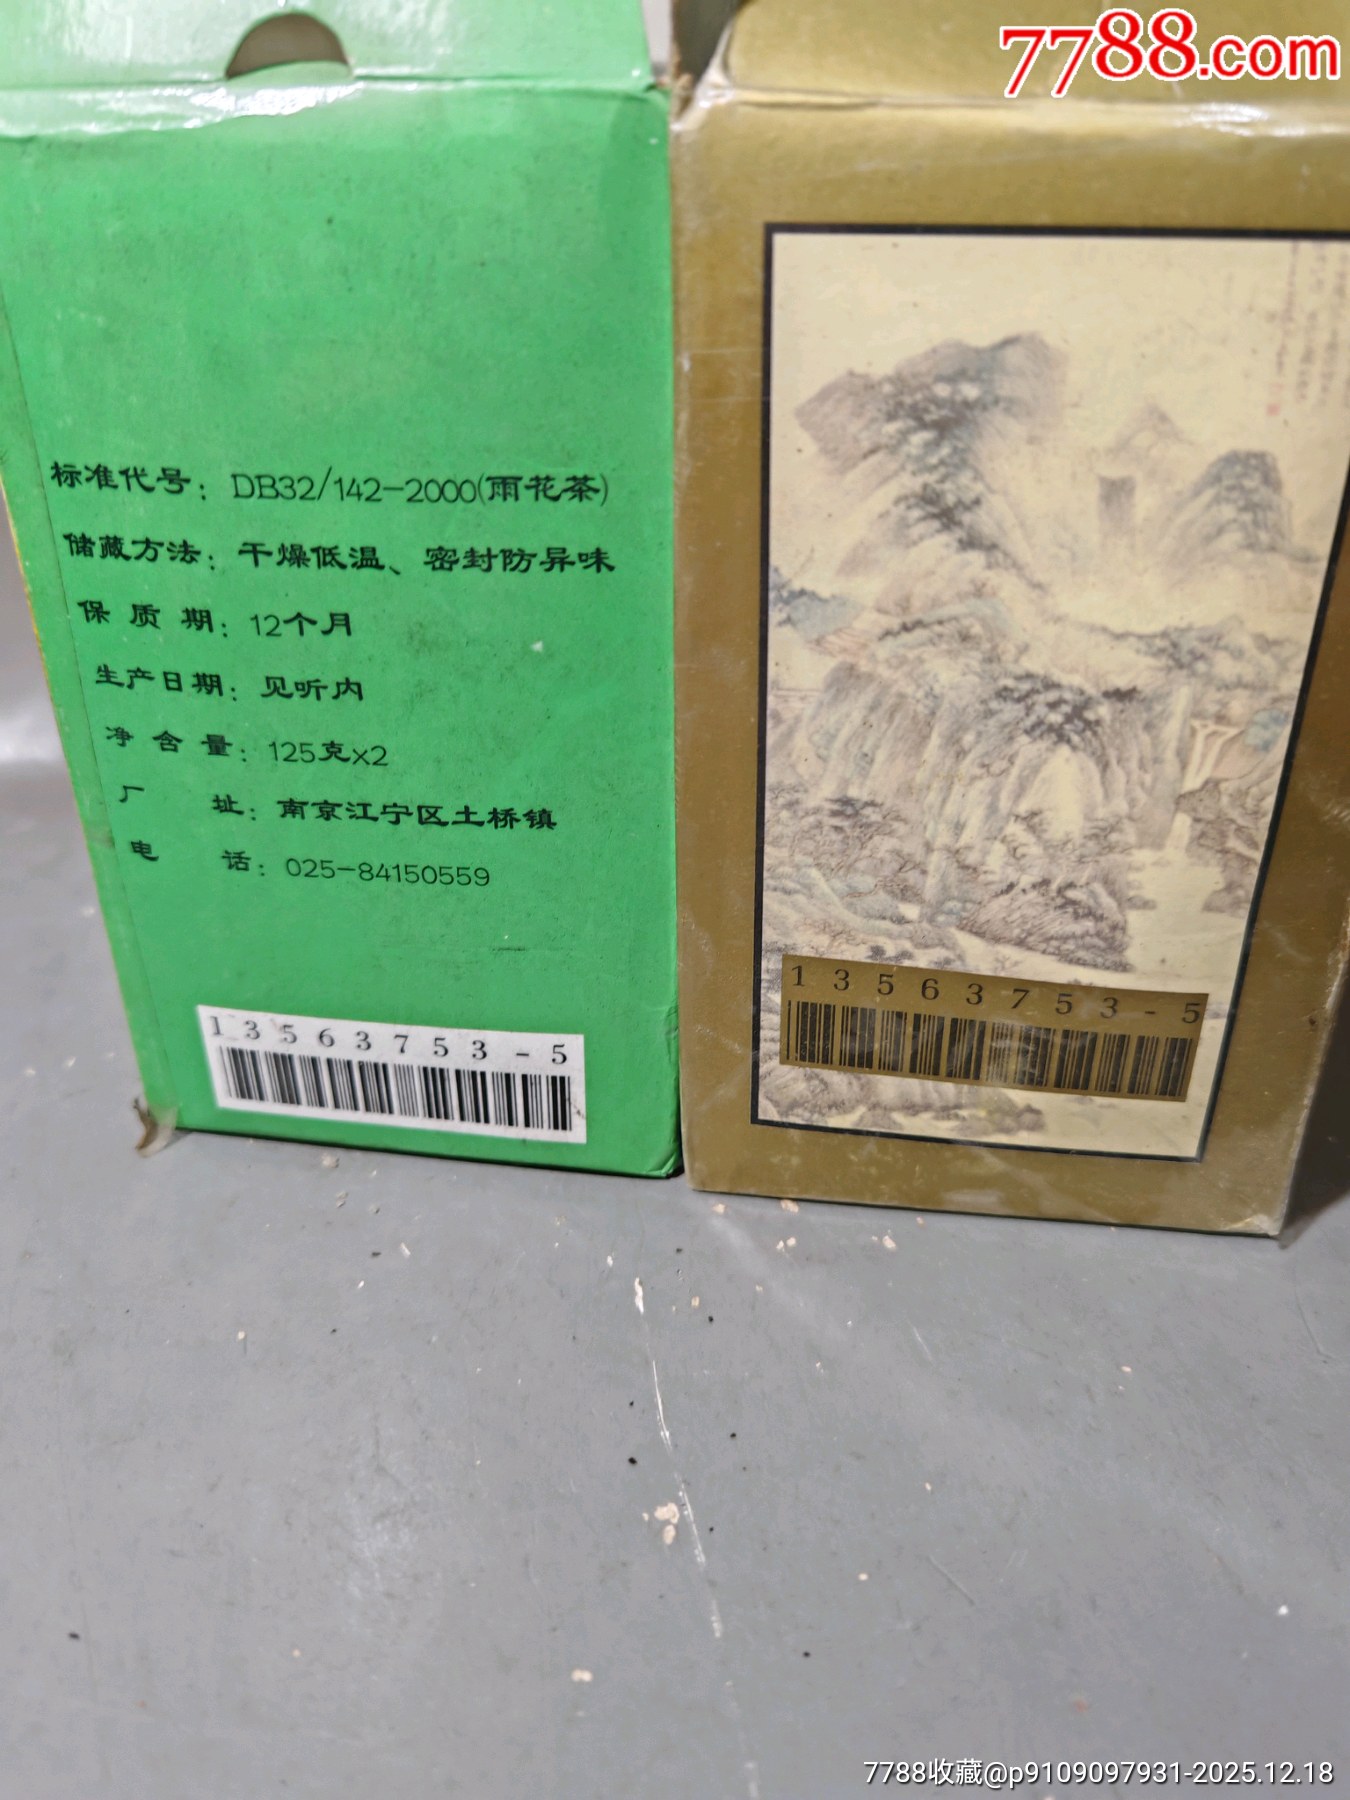 7788.com
标准代号：DB32/142-2000(雨花茶)
储藏方法：干燥低温、密封防异味
保质期：12个月
生产日期：见听内
净含量：125克x2
厂址：南京江宁区土桥镇
电话：025-84150559
13563753-5
13563753-5
7788收藏@p9109097931-2025.12.18